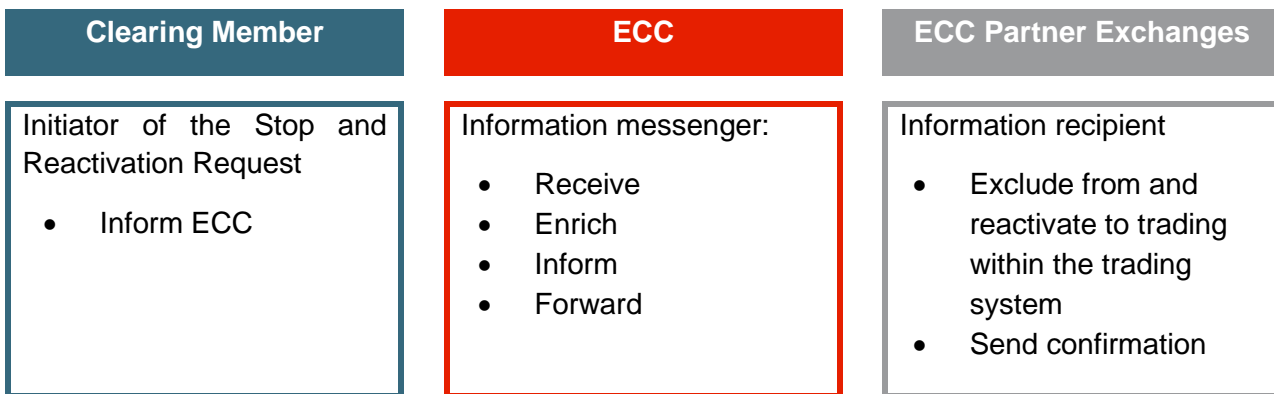 Clearing Member
ECC
ECC Partner Exchanges
Initiator of the Stop and
Reactivation Request
• Inform ECC
Information messenger:
• Receive
• Enrich
• Inform
• Forward
Information recipient
• Exclude from and
reactivate to trading
within the trading
system
• Send confirmation